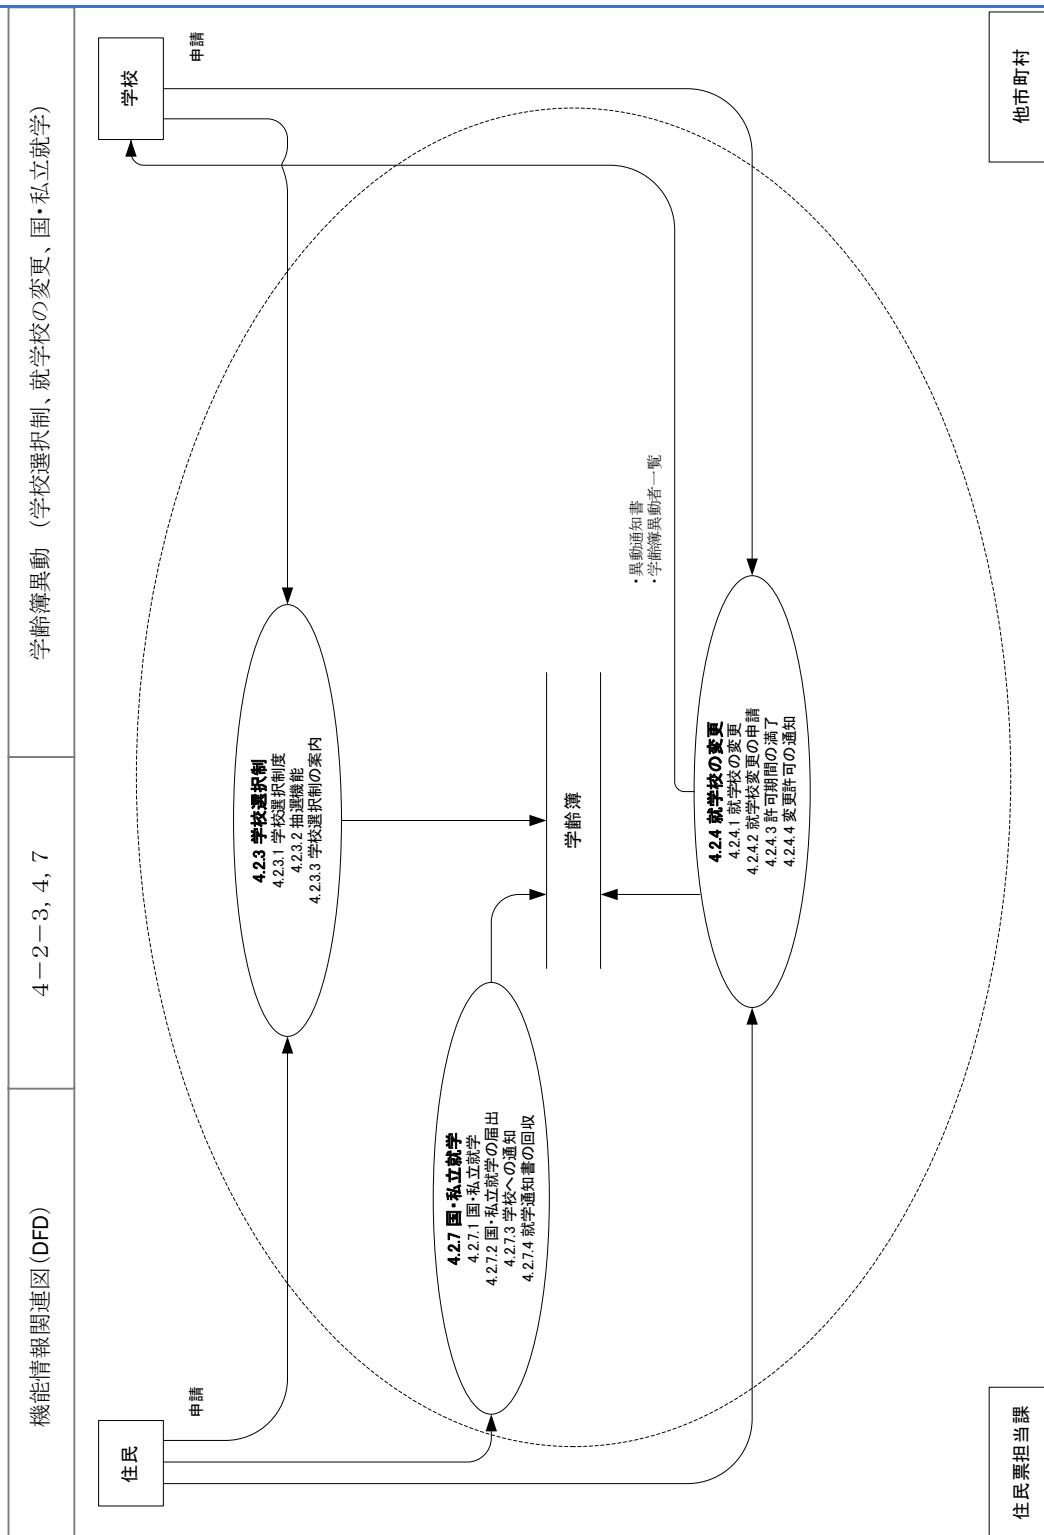 機能情報関連図(DFD)
4－2－3, 4, 7
学齢簿異動 (学校選択制、就学校の変更、国・私立就学)
住民
申請
学校
申請
4.2.3 学校選択制
4.2.3.1 学校選択制度
4.2.3.2 抽選機能
4.2.3.3 学校選択制の案内
4.2.7 国・私立就学
4.2.7.1 国・私立就学
4.2.7.2 国・私立就学の届出
4.2.7.3 学校への通知
4.2.7.4 就学通知書の回収
学齢簿
・異動通知書
・学齢簿異動者一覧
4.2.4 就学校の変更
4.2.4.1 就学校の変更
4.2.4.2 就学校変更の申請
4.2.4.3 許可期間の満了
4.2.4.4 変更許可の通知
住民票担当課
他市町村